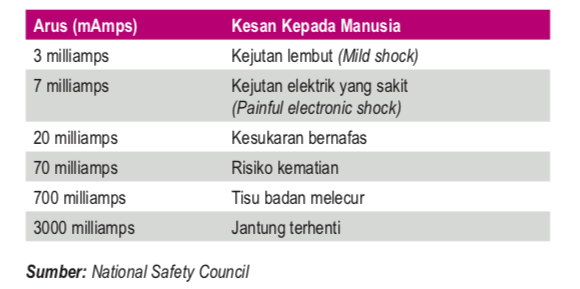 Arus (mAmps) Kesan Kepada Manusia
3 milliamps Kejutan lembut (Mild shock)
7 milliamps Kejutan elektrik yang sakit
(Painful electronic shock)
20 milliamps Kesukaran bernafas
70 milliamps Risiko kematian
700 milliamps Tisu badan melecur
3000 milliamps Jantung terhenti
Sumber: National Safety Council